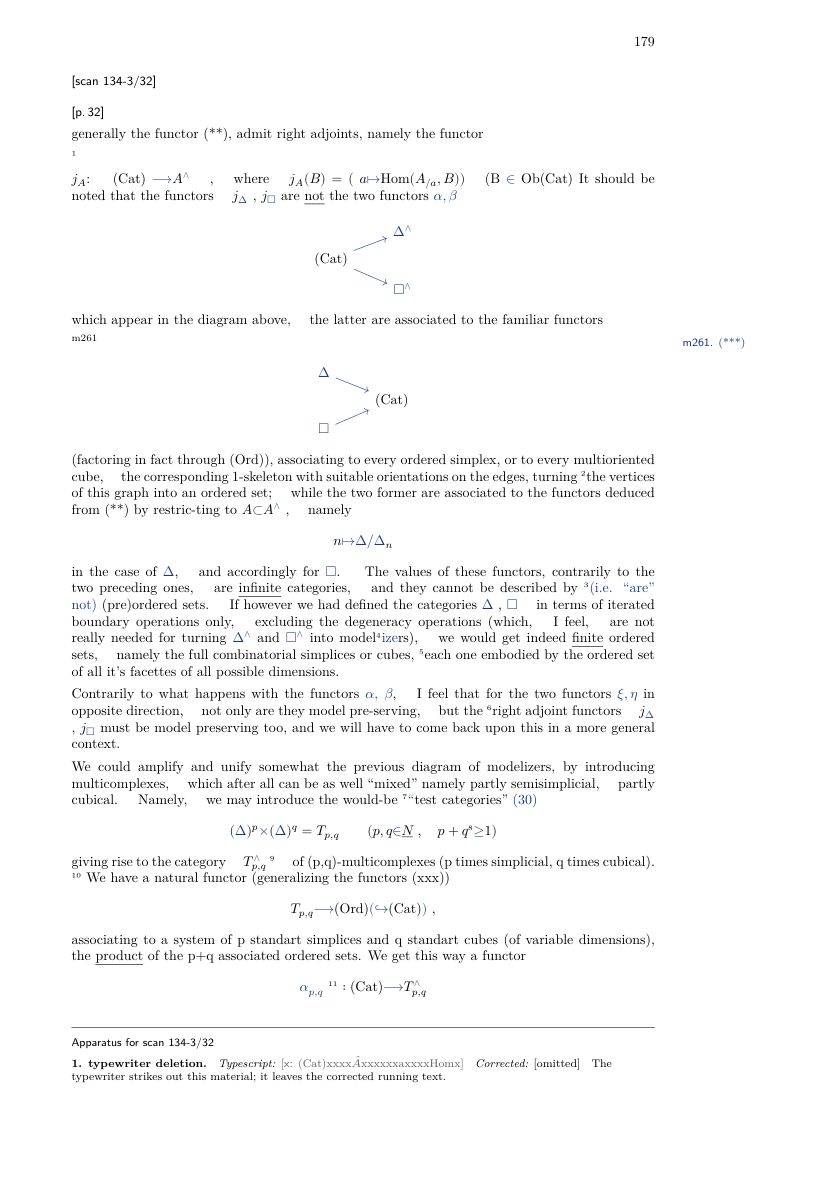 179
[scan 134-3/32]
[p. 32]
generally the functor (**), admit right adjoints, namely the functor
1
j_A: (Cat) ⟶A^∧ , where j_A(B) = ( a↦Hom(A_{/a}, B)) (B ∈ Ob(Cat) It should be
noted that the functors j_Δ , j_□ are not the two functors α, β
Δ^∧
(Cat)
□^∧
which appear in the diagram above, the latter are associated to the familiar functors
m261
m261. (***)
Δ
(Cat)
□
(factoring in fact through (Ord)), associating to every ordered simplex, or to every multioriented
cube, the corresponding 1-skeleton with suitable orientations on the edges, turning ²the vertices
of this graph into an ordered set; while the two former are associated to the functors deduced
from (**) by restric-ting to A⊂A^∧ , namely
n↦Δ/Δ_n
in the case of Δ, and accordingly for □. The values of these functors, contrarily to the
two preceding ones, are infinite categories, and they cannot be described by ³(i.e. “are”
not) (pre)ordered sets. If however we had defined the categories Δ , □ in terms of iterated
boundary operations only, excluding the degeneracy operations (which, I feel, are not
really needed for turning Δ^∧ and □^∧ into model⁴izers), we would get indeed finite ordered
sets, namely the full combinatorial simplices or cubes, ⁵each one embodied by the ordered set
of all it’s facettes of all possible dimensions.
Contrarily to what happens with the functors α, β, I feel that for the two functors ξ, η in
opposite direction, not only are they model pre-serving, but the ⁶right adjoint functors j_Δ
, j_□ must be model preserving too, and we will have to come back upon this in a more general
context.
We could amplify and unify somewhat the previous diagram of modelizers, by introducing
multicomplexes, which after all can be as well “mixed” namely partly semisimplicial, partly
cubical. Namely, we may introduce the would-be ⁷“test categories” (30)
(Δ)^p×(Δ)^q = T_{p,q} (p, q∈N , p + q⁸≥1)
giving rise to the category T^∧_{p,q} ⁹ of (p,q)-multicomplexes (p times simplicial, q times cubical).
¹⁰ We have a natural functor (generalizing the functors (xxx))
T_{p,q}⟶(Ord)(↪(Cat)) ,
associating to a system of p standart simplices and q standart cubes (of variable dimensions),
the product of the p+q associated ordered sets. We get this way a functor
α_{p,q} ¹¹ : (Cat)⟶T^∧_{p,q}
Apparatus for scan 134-3/32
1. typewriter deletion. Typescript: [x: (Cat)xxxxÂxxxxxxaxxxxHomx] Corrected: [omitted] The
typewriter strikes out this material; it leaves the corrected running text.